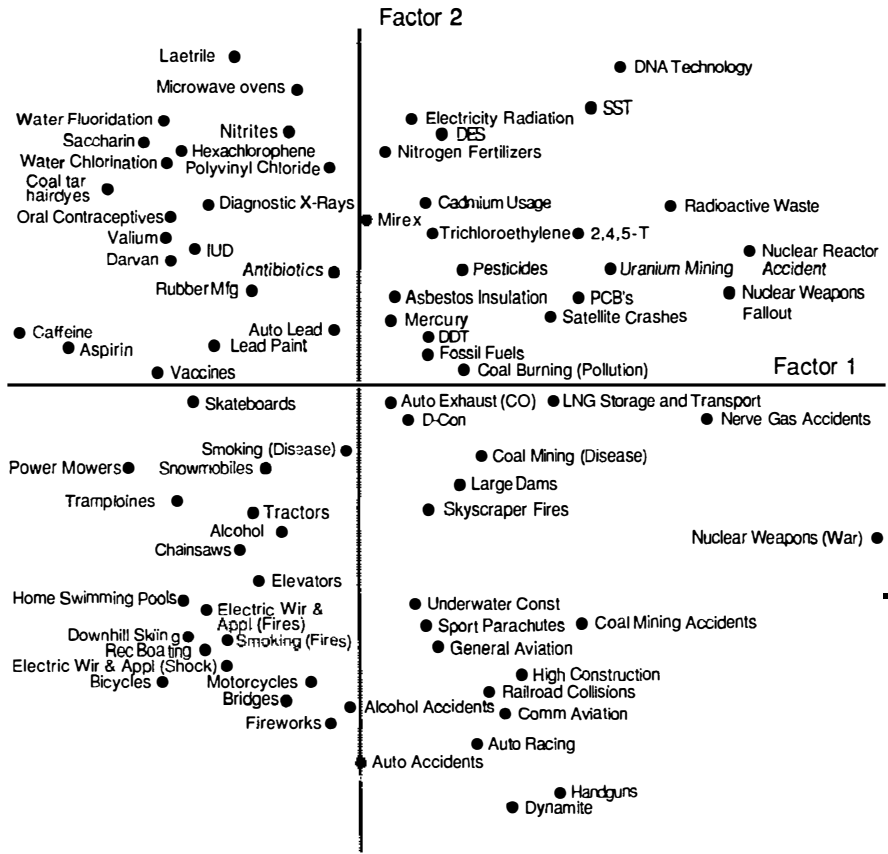 Factor 2
Laetrile
DNA Technology
Microwave ovens
SST
Water Fluoridation
Electricity Radiation
Nitrites
DES
Saccharin
Hexachlorophene
Nitrogen Fertilizers
Water Chlorination
Polyvinyl Chloride
Coal tar
hairdyes
Diagnostic X-Rays
Cadmium Usage
Radioactive Waste
Oral Contraceptives
Mirex
Valium
Trichloroethylene
2,4,5-T
IUD
Nuclear Reactor
Accident
Darvan
Antibiotics
Pesticides
Uranium Mining
Rubber Mfg
Asbestos Insulation
PCB's
Nuclear Weapons
Fallout
Mercury
Satellite Crashes
Caffeine
Auto Lead
DDT
Aspirin
Lead Paint
Fossil Fuels
Vaccines
Coal Burning (Pollution)
Factor 1
Skateboards
Auto Exhaust (CO)
LNG Storage and Transport
D-Con
Nerve Gas Accidents
Smoking (Disease)
Coal Mining (Disease)
Power Mowers
Snowmobiles
Large Dams
Tramploines
Tractors
Skyscraper Fires
Alcohol
Nuclear Weapons (War)
Chainsaws
Elevators
Home Swimming Pools
Electric Wir &
Appl (Fires)
Underwater Const
Sport Parachutes
Coal Mining Accidents
Downhill Skiing
Smoking (Fires)
Rec Boating
General Aviation
Electric Wir & Appl (Shock)
High Construction
Bicycles
Motorcycles
Railroad Collisions
Bridges
Alcohol Accidents
Comm Aviation
Fireworks
Auto Racing
Auto Accidents
Handguns
Dynamite